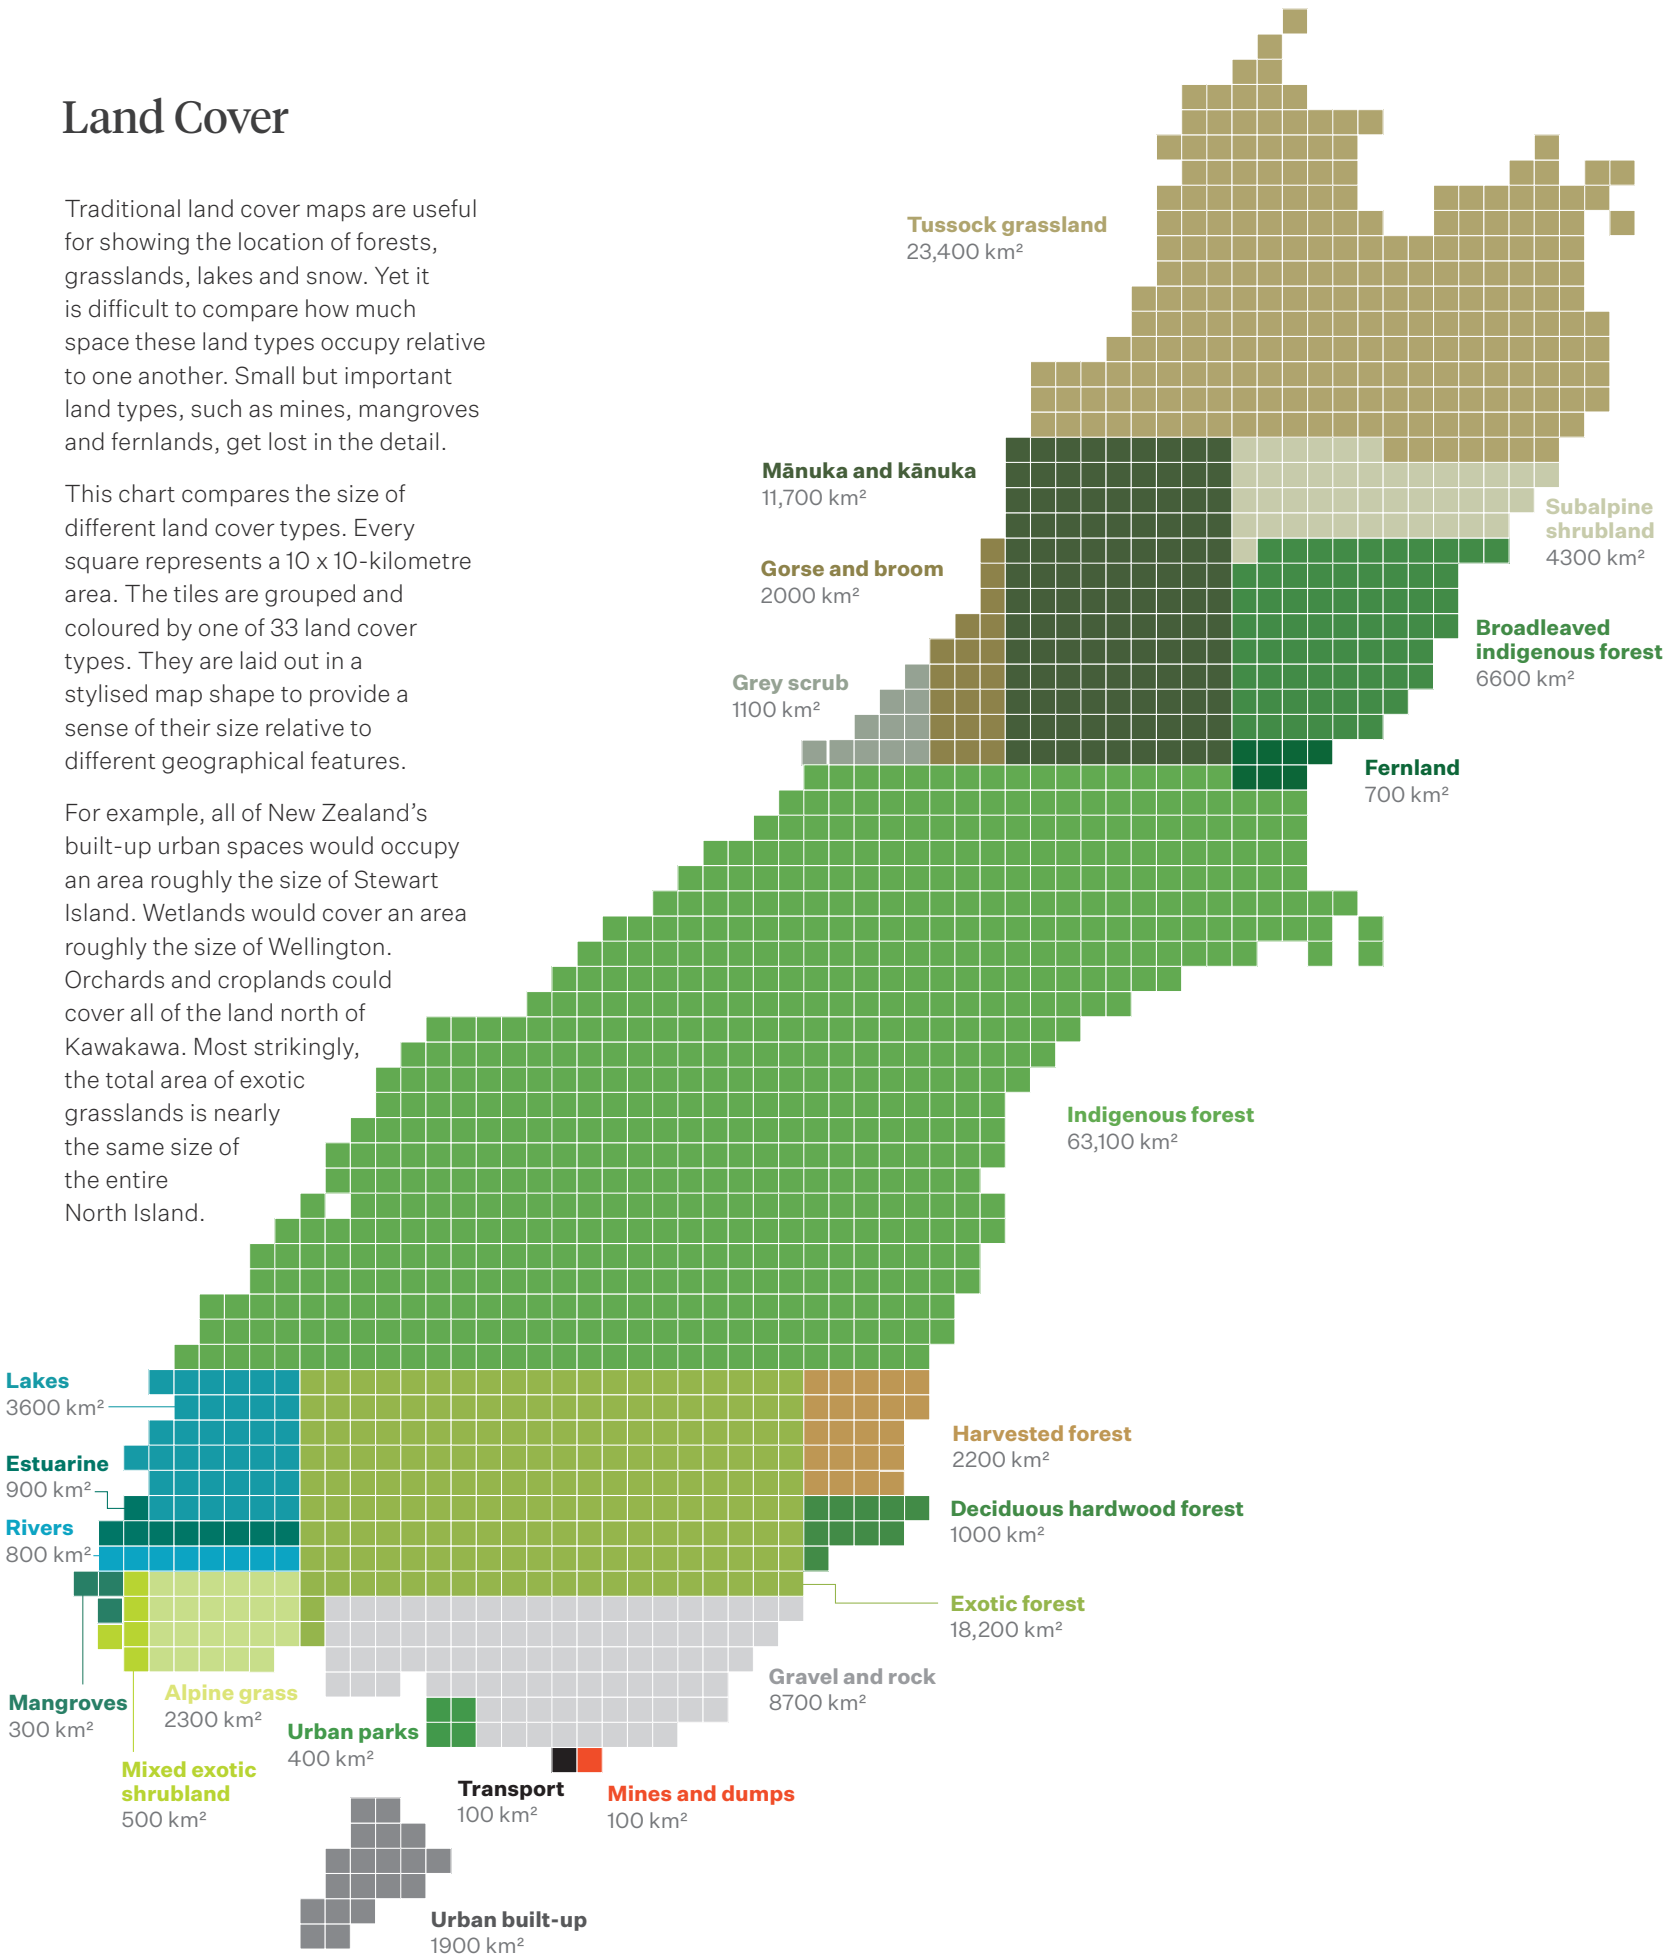 Land Cover
Traditional land cover maps are useful
for showing the location of forests,
grasslands, lakes and snow. Yet it
is difficult to compare how much
space these land types occupy relative
to one another. Small but important
land types, such as mines, mangroves
and fernlands, get lost in the detail.
This chart compares the size of
different land cover types. Every
square represents a 10 x 10-kilometre
area. The tiles are grouped and
coloured by one of 33 land cover
types. They are laid out in a
stylised map shape to provide a
sense of their size relative to
different geographical features.
For example, all of New Zealand’s
built-up urban spaces would occupy
an area roughly the size of Stewart
Island. Wetlands would cover an area
roughly the size of Wellington.
Orchards and croplands could
cover all of the land north of
Kawakawa. Most strikingly,
the total area of exotic
grasslands is nearly
the same size of
the entire
North Island.
Tussock grassland
23,400 km²
Mānuka and kānuka
11,700 km²
Subalpine
shrubland
4300 km²
Gorse and broom
2000 km²
Broadleaved
indigenous forest
6600 km²
Grey scrub
1100 km²
Fernland
700 km²
Indigenous forest
63,100 km²
Lakes
3600 km²
Harvested forest
2200 km²
Estuarine
900 km²
Deciduous hardwood forest
1000 km²
Rivers
800 km²
Exotic forest
18,200 km²
Gravel and rock
8700 km²
Mangroves
300 km²
Alpine grass
2300 km²
Urban parks
400 km²
Mixed exotic
shrubland
500 km²
Transport
100 km²
Mines and dumps
100 km²
Urban built-up
1900 km²